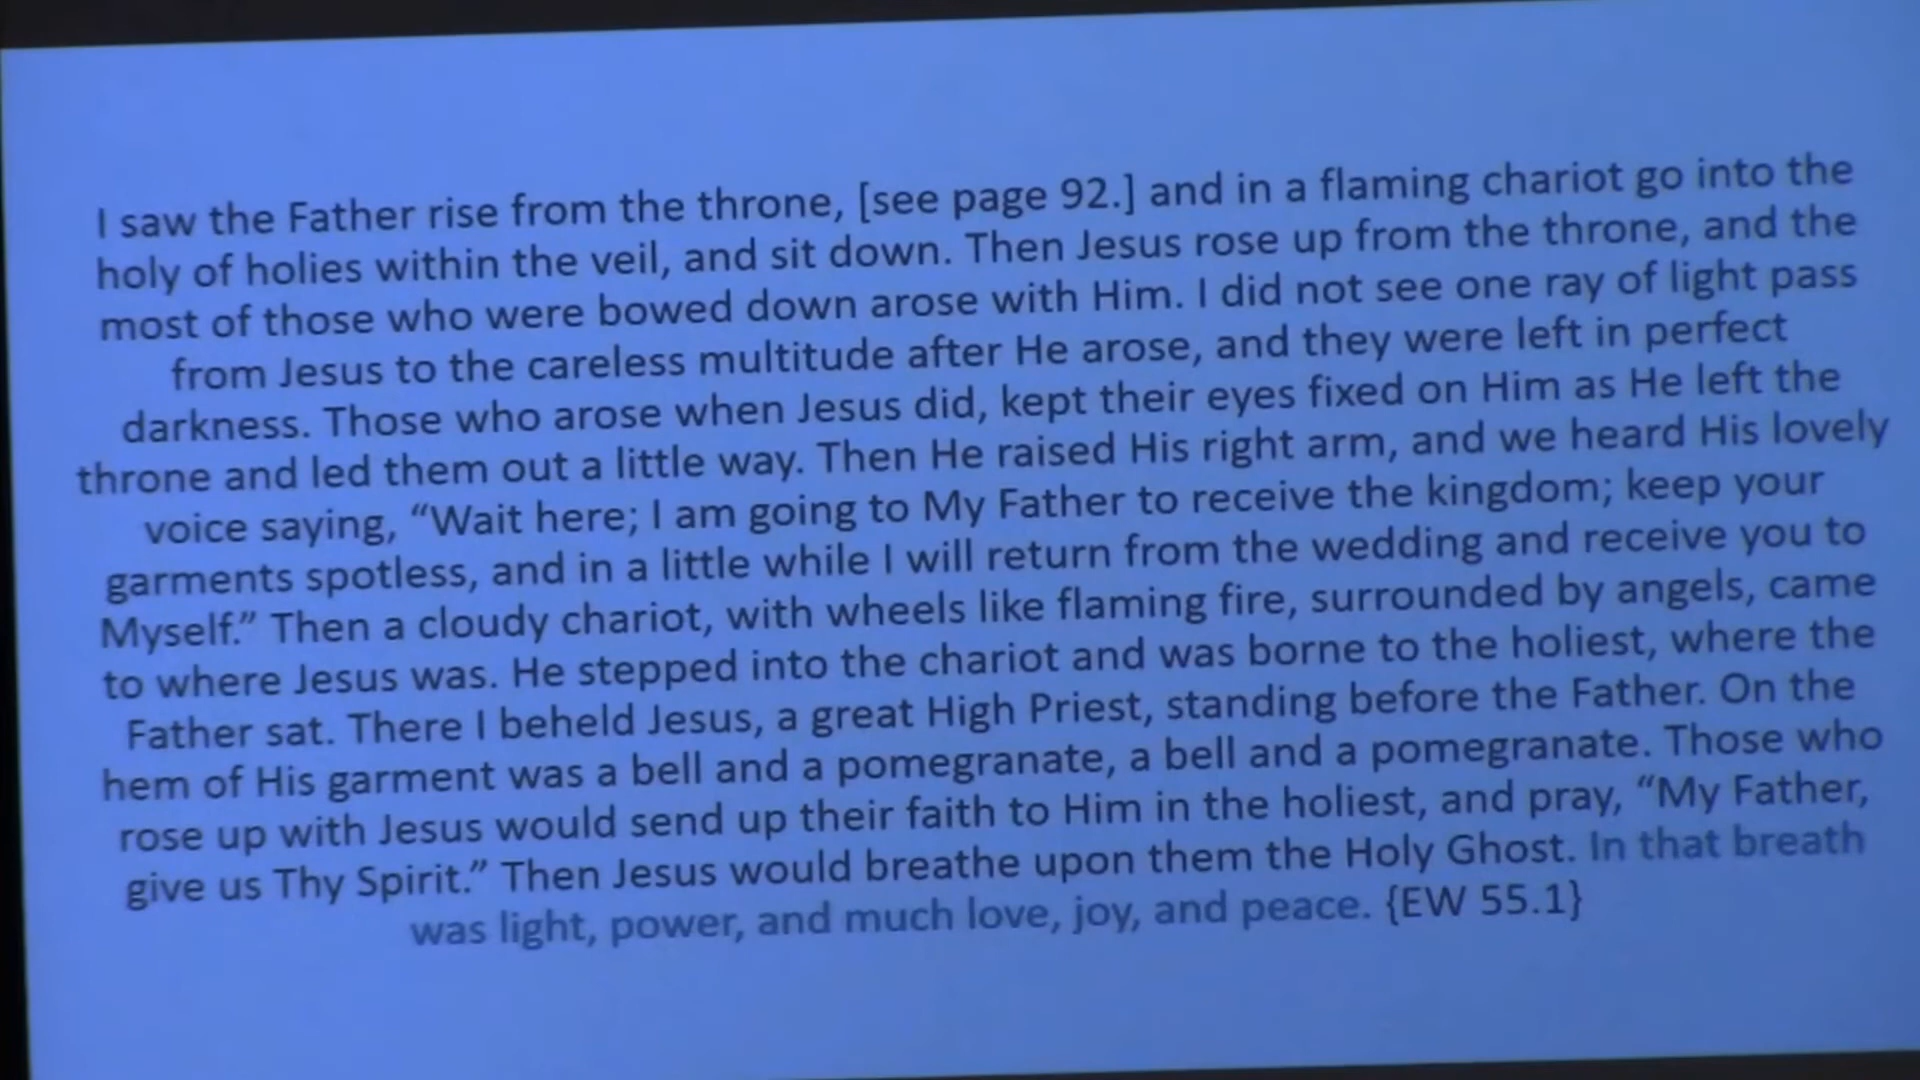 I saw the Father rise from the throne, [see page 92.] and in a flaming chariot go into the
holy of holies within the veil, and sit down. Then Jesus rose up from the throne, and the
most of those who were bowed down arose with Him. I did not see one ray of light pass
from Jesus to the careless multitude after He arose, and they were left in perfect
darkness. Those who arose when Jesus did, kept their eyes fixed on Him as He left the
throne and led them out a little way. Then He raised His right arm, and we heard His lovely
voice saying, “Wait here; I am going to My Father to receive the kingdom; keep your
garments spotless, and in a little while I will return from the wedding and receive you to
Myself.” Then a cloudy chariot, with wheels like flaming fire, surrounded by angels, came
to where Jesus was. He stepped into the chariot and was borne to the holiest, where the
Father sat. There I beheld Jesus, a great High Priest, standing before the Father. On the
hem of His garment was a bell and a pomegranate, a bell and a pomegranate. Those who
rose up with Jesus would send up their faith to Him in the holiest, and pray, “My Father,
give us Thy Spirit.” Then Jesus would breathe upon them the Holy Ghost. In that breath
was light, power, and much love, joy, and peace. {EW 55.1}